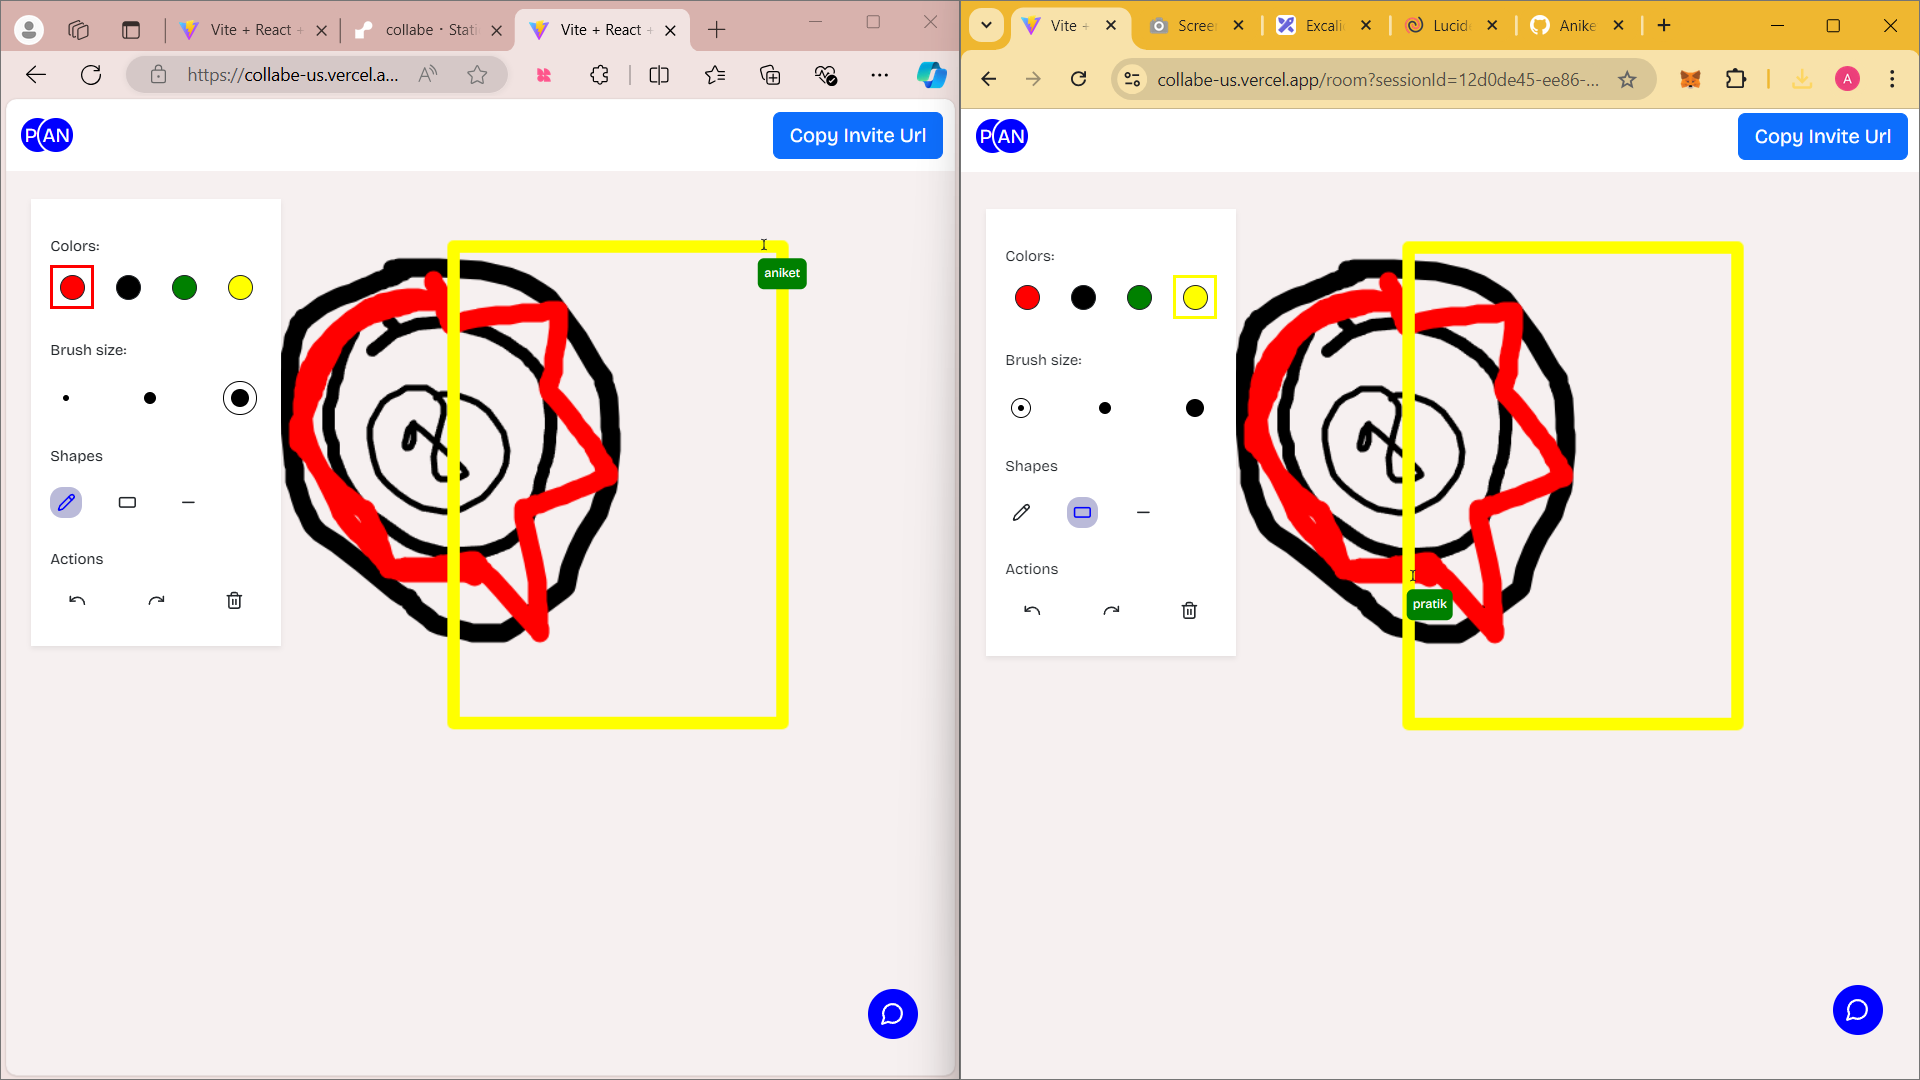 Vite + React +
collabe · Stati
Vite + React +
https://collabe-us.vercel.a...
P AN
Copy Invite Url
Colors:
Brush size:
Shapes
Actions
aniket
Vite +
Scree
Excali
Lucid
Anike
collabe-us.vercel.app/room?sessionId=12d0de45-ee86-...
A
P AN
Copy Invite Url
Colors:
Brush size:
Shapes
Actions
pratik